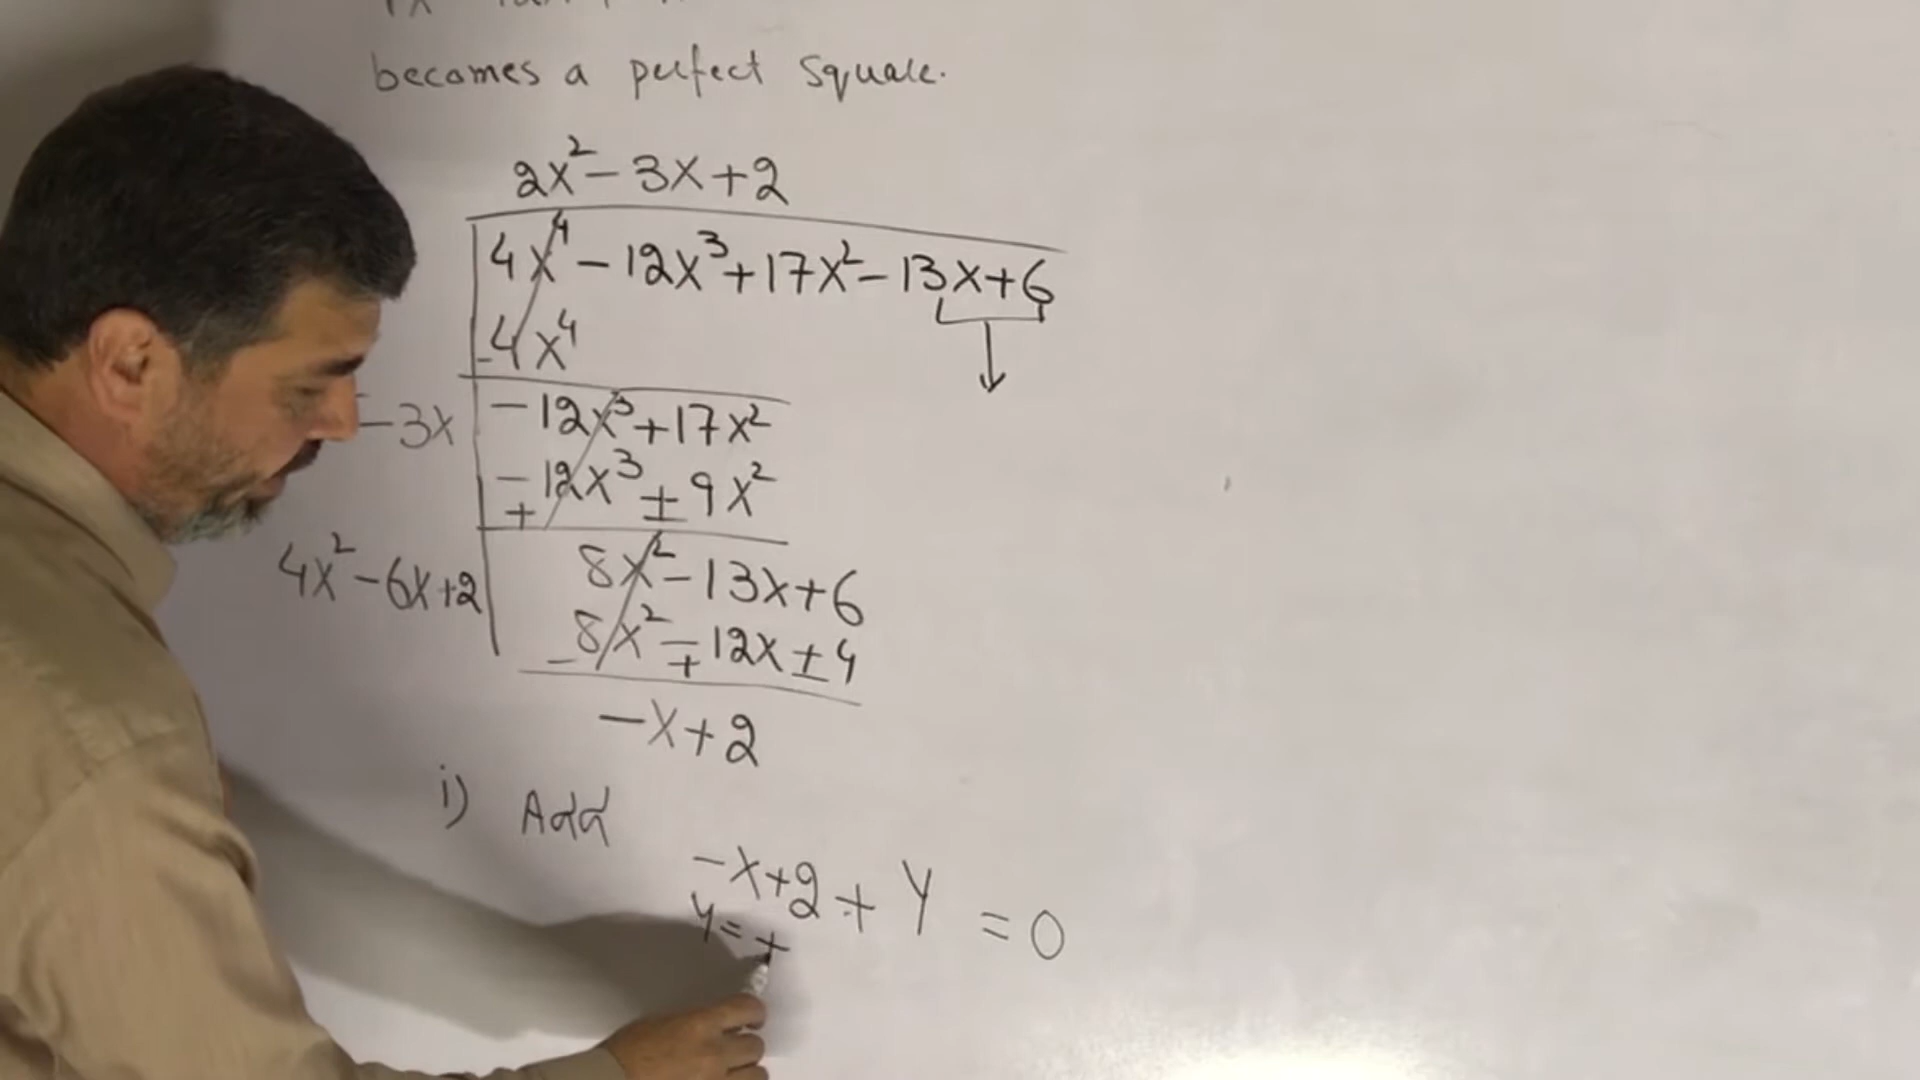 becomes a perfect square.
2x² - 3x + 2
4x⁴ - 12x³ + 17x² - 13x + 6
-4x⁴
-3x
-12x³ + 17x²
-12x³ ± 9x²
+
4x² - 6x + 2
8x² - 13x + 6
8x² - 12x ± 4
- +
-x + 2
i) Add
-x + 2 + y = 0
y = +